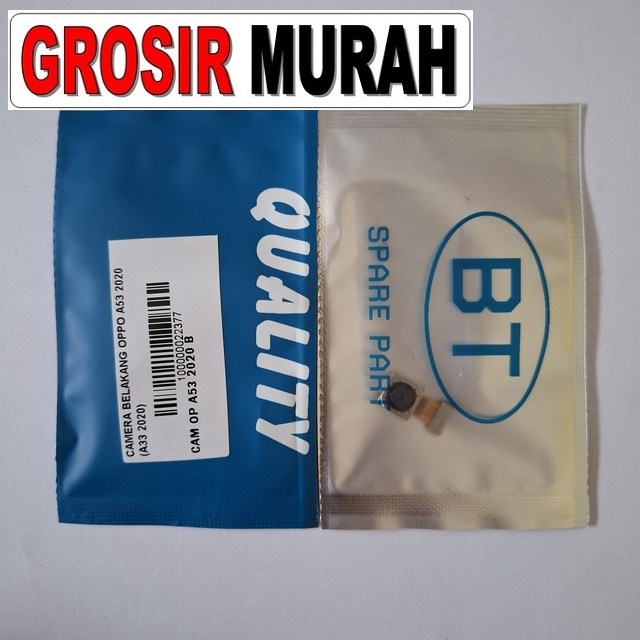 GROSIR MURAH
CAMERA BELAKANG OPPO A53 2020
(A33 2020)
100000022377
CAM OP A53 2020 B
QUALITY
SPARE PART
BT